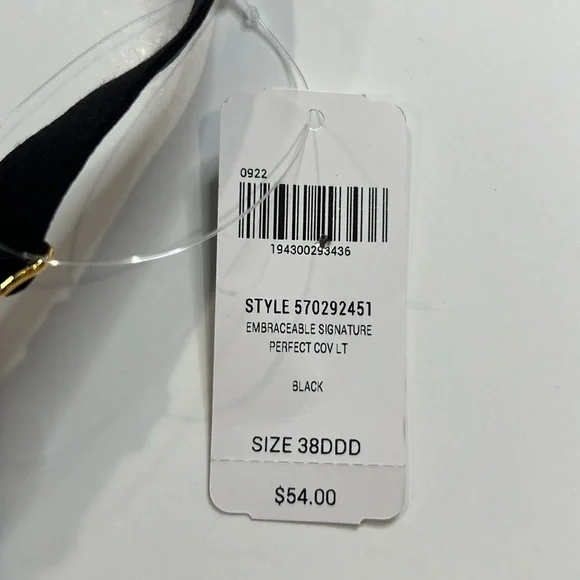 0922
194300293436
STYLE 570292451
EMBRACEABLE SIGNATURE
PERFECT COV LT
BLACK
SIZE 38DDD
$54.00